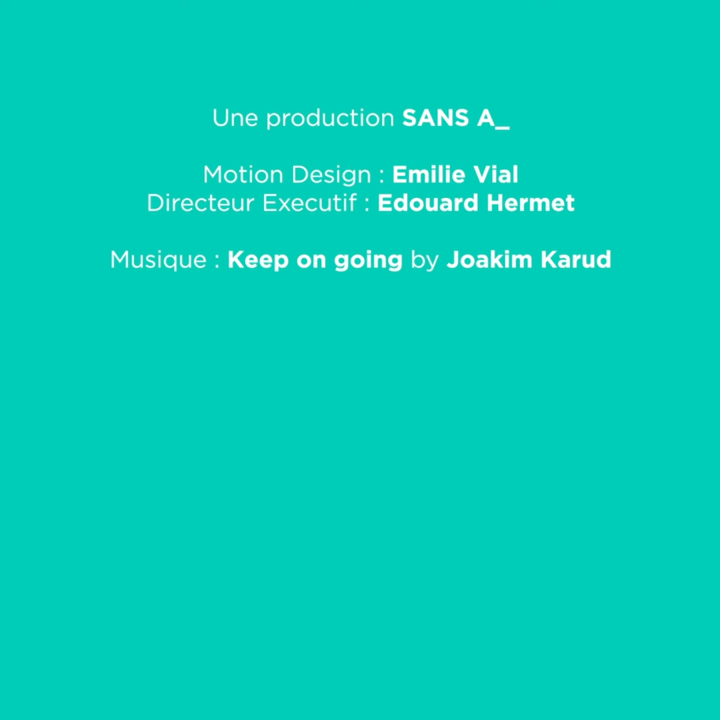 Une production SANS A_
Motion Design : Emilie Vial
Directeur Executif : Edouard Hermet
Musique : Keep on going by Joakim Karud